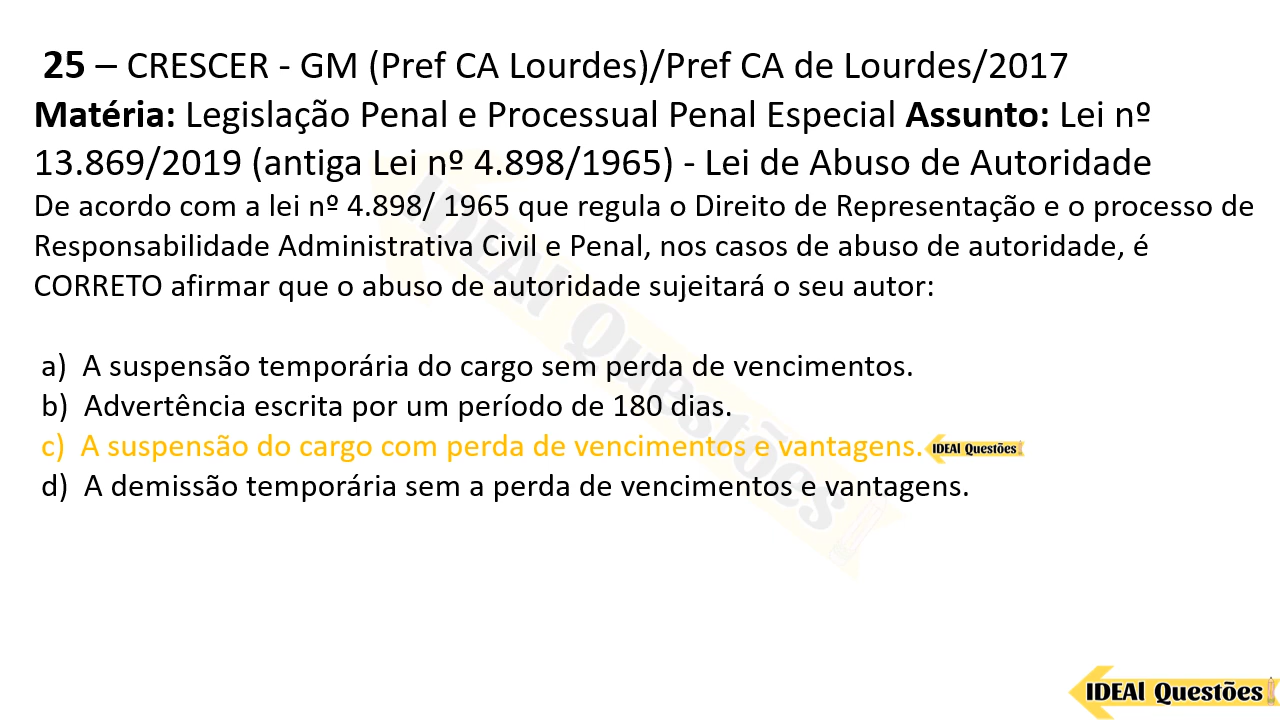 25 – CRESCER - GM (Pref CA Lourdes)/Pref CA de Lourdes/2017
Matéria: Legislação Penal e Processual Penal Especial Assunto: Lei nº
13.869/2019 (antiga Lei nº 4.898/1965) - Lei de Abuso de Autoridade
De acordo com a lei nº 4.898/ 1965 que regula o Direito de Representação e o processo de
Responsabilidade Administrativa Civil e Penal, nos casos de abuso de autoridade, é
CORRETO afirmar que o abuso de autoridade sujeitará o seu autor:
a) A suspensão temporária do cargo sem perda de vencimentos.
b) Advertência escrita por um período de 180 dias.
c) A suspensão do cargo com perda de vencimentos e vantagens. IDEAl Questões
d) A demissão temporária sem a perda de vencimentos e vantagens.
IDEAl Questões
IDEAl Questões